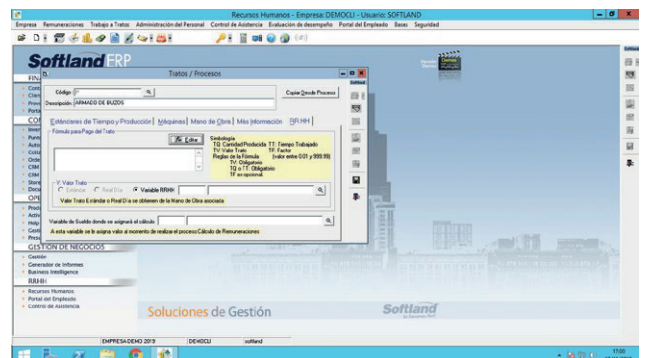 Recursos Humanos - Empresa: DEMOCLI - Usuario: SOFTLAND
Empresa Remuneraciones Trabajo a Tratos Administración del Personal Control de Asistencia Evaluación de desempeño Portal del Empleado Bases Seguridad
Softland ERP
Tratos / Procesos
Código
Copiar Desde Proceso
Descripción ARMADO DE BUZOS
Estándares de Tiempo y Producción Máquinas Mano de Obra Más Información RR.HH
Fórmula para Pago del Trato
Editar
Simbología
TQ: Cantidad Producida TT: Tiempo Trabajado
TV: Valor Trato TF: Factor
Reglas de la Fórmula (valor entre 0.01 y 999.99)
TV: Obligatorio
TQ o TT: Obligatorio
TF es opcional
V. Valor Trato
Estándar Real Día Variable RRHH
Valor Trato Estándar o Real Día se obtienen de la Mano de Obra asociada
Variable de Sueldo donde se asignará el cálculo
A esta variable se le asigna valor al momento de realizar el proceso Cálculo de Remuneraciones
GESTIÓN DE NEGOCIOS
Gestión
Generador de Informes
Business Intelligence
RRHH
Recursos Humanos
Portal del Empleado
Control de Asistencia
Soluciones de Gestión
Softland
EMPRESA DEMO 2019 DEMOCLI softland
17:00